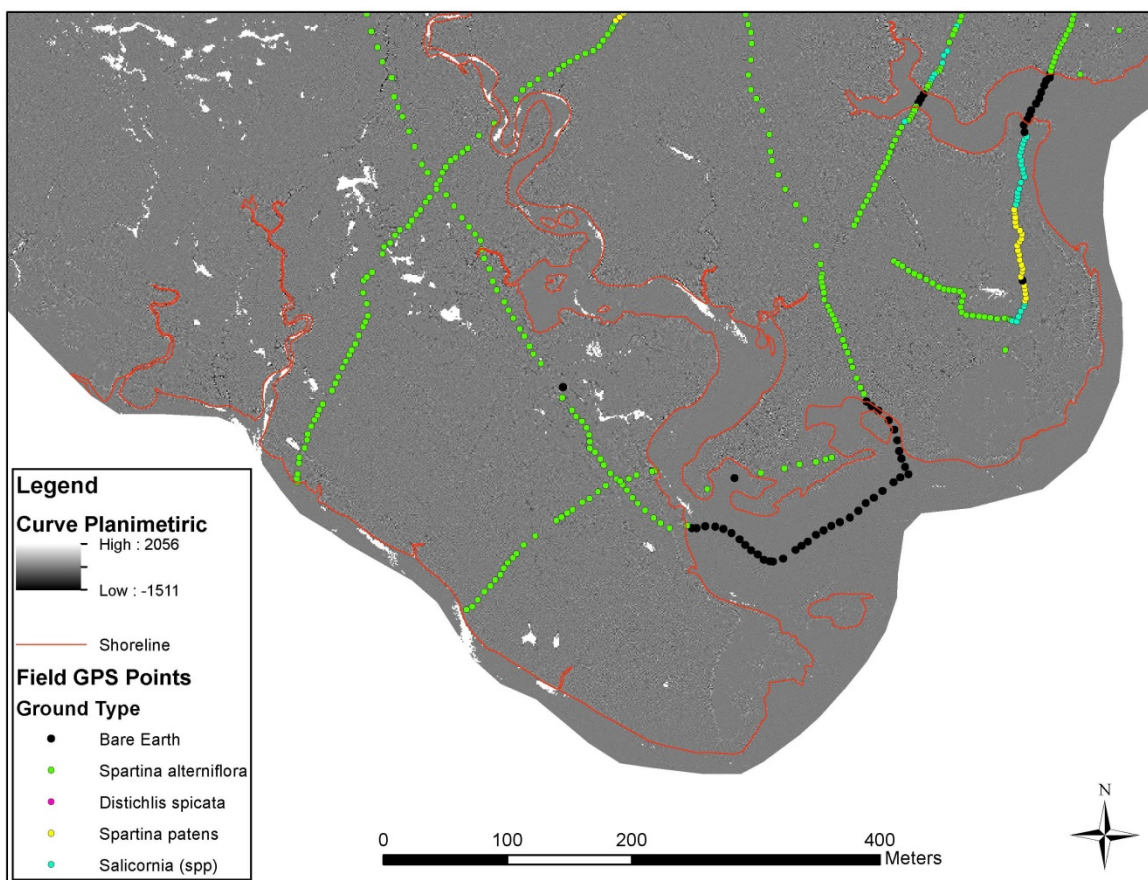 Legend
Curve Planimetiric
High : 2056
Low : -1511
Shoreline
Field GPS Points
Ground Type
Bare Earth
Spartina alterniflora
Distichlis spicata
Spartina patens
Salicornia (spp)
N
0 100 200 400
Meters